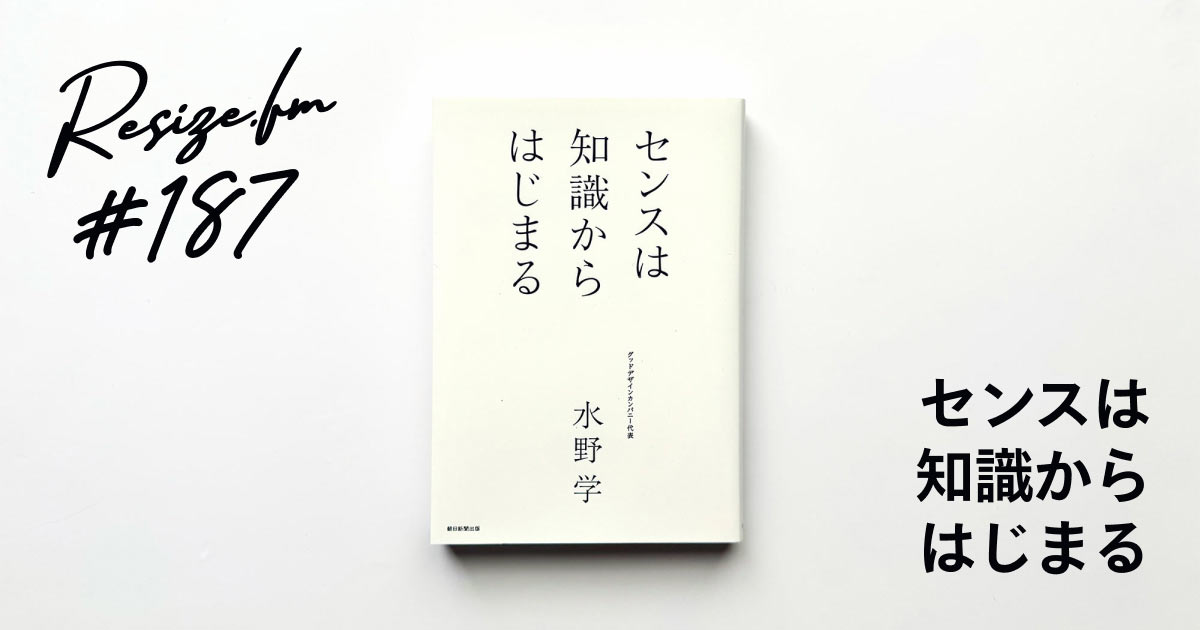 Resize.fm
#187
センスは
知識から
はじまる
グッドデザインカンパニー代表
水野学
朝日新聞出版
センスは
知識から
はじまる